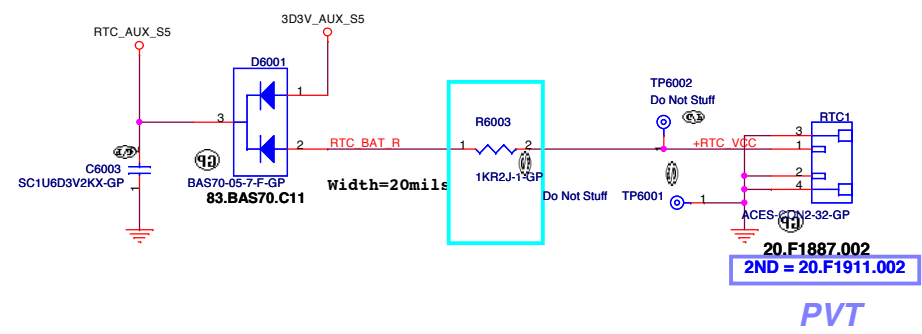 3D3V_AUX_S5
RTC_AUX_S5
D6001
1
3
2
RTC_BAT_R
C6003
SC1U6D3V2KX-GP
1
BAS70-05-7-F-GP
83.BAS70.C11
Width=20mils
R6003
1
2
1KR2J-1-GP
TP6002
Do Not Stuff
+RTC_VCC
Do Not Stuff
TP6001
1
RTC1
3
1
2
4
ACES-CON2-32-GP
20.F1887.002
2ND = 20.F1911.002
PVT